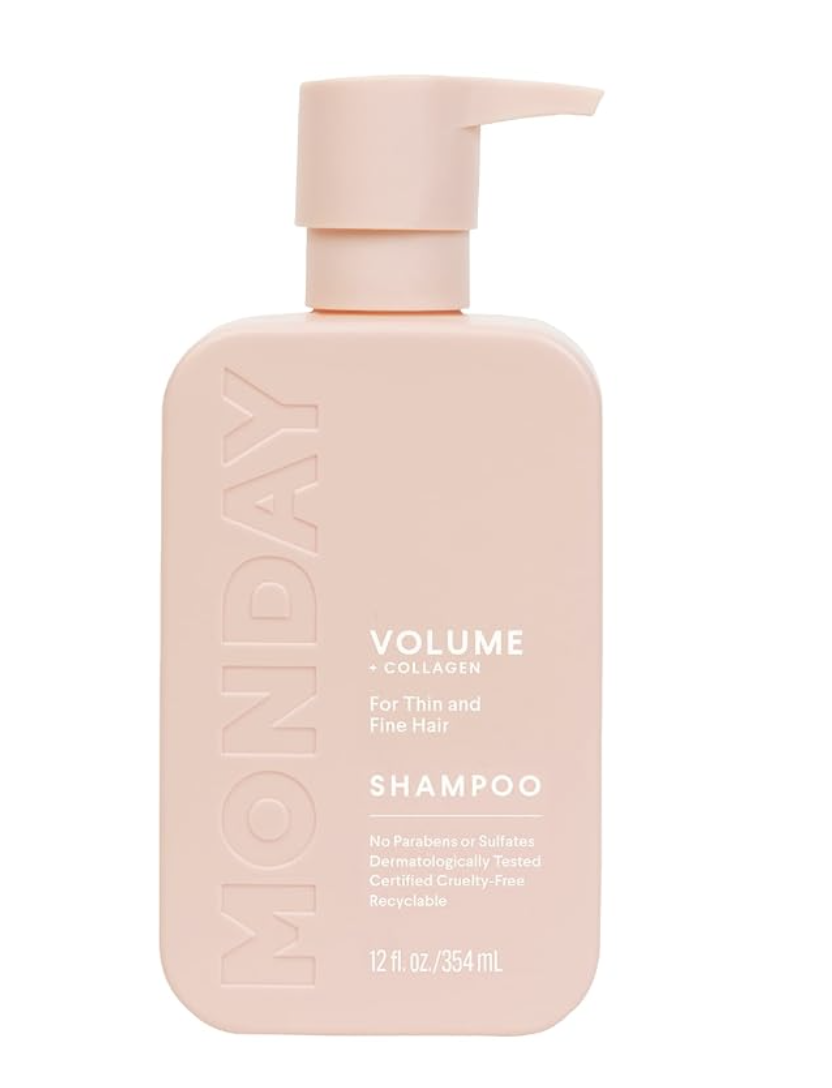 MONDAY
VOLUME
+ COLLAGEN
For Thin and
Fine Hair
SHAMPOO
No Parabens or Sulfates
Dermatologically Tested
Certified Cruelty-Free
Recyclable
12 fl. oz./354 mL